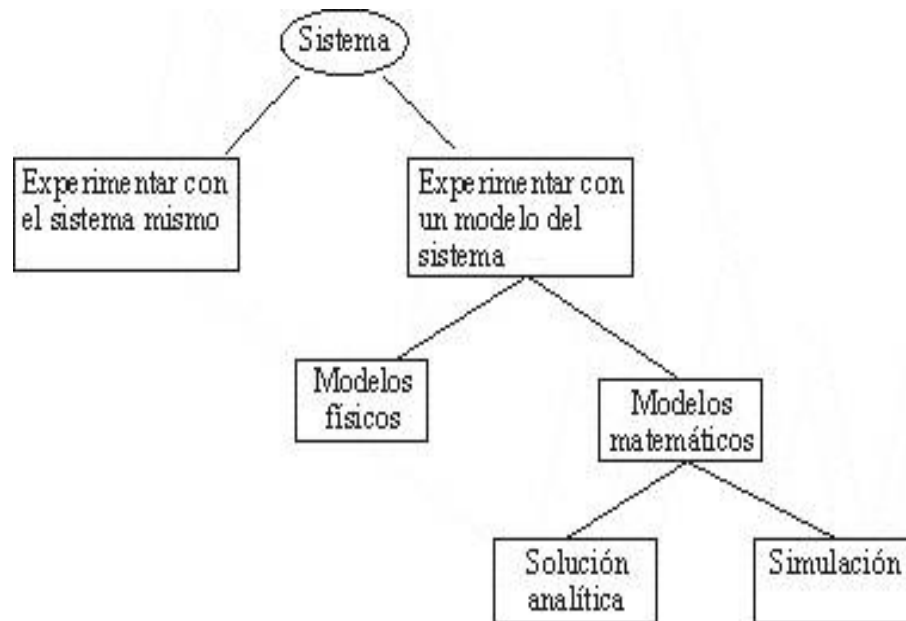 Sistema
Experimentar con
el sistema mismo
Experimentar con
un modelo del
sistema
Modelos
físicos
Modelos
matemáticos
Solución
analítica
Simulación